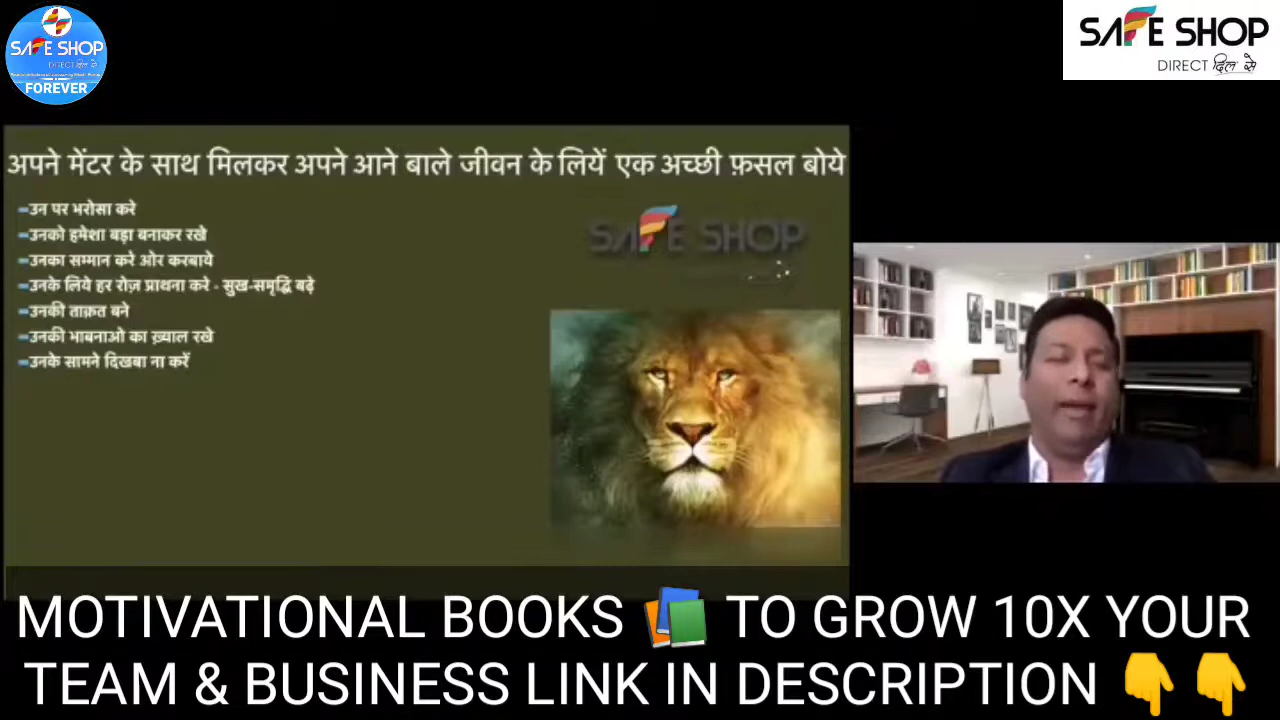 SAFE SHOP
DIRECT दिल से
FOREVER
SAFE SHOP
DIRECT दिल से
अपने मेंटर के साथ मिलकर अपने आने बाले जीवन के लियें एक अच्छी फ़सल बोये
-उन पर भरोसा करे
-उनको हमेशा बड़ा बनाकर रखे
-उनका सम्मान करे ओर करबाये
-उनके लिये हर रोज़ प्राथना करे - सुख-समृद्धि बढ़े
-उनकी ताक़त बने
-उनकी भाबनाओ का ख़्याल रखे
-उनके सामने दिखबा ना करें
SAFE SHOP
MOTIVATIONAL BOOKS 📚 TO GROW 10X YOUR
TEAM & BUSINESS LINK IN DESCRIPTION 👇 👇